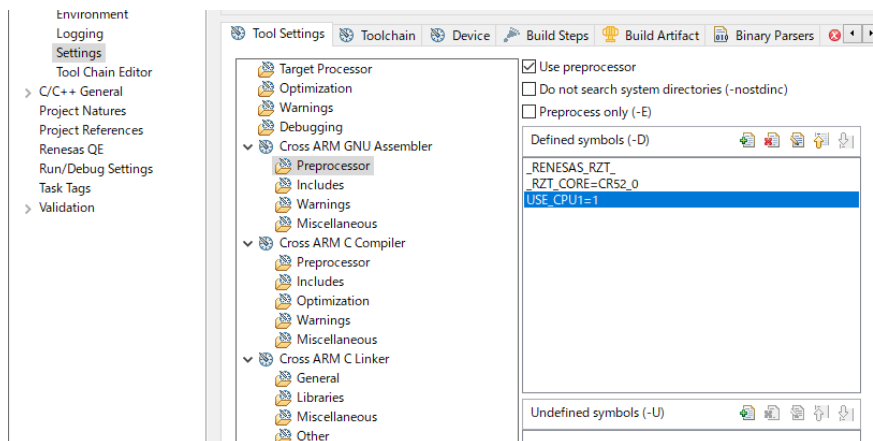 Environment
Logging
Settings
Tool Chain Editor
C/C++ General
Project Natures
Project References
Renesas QE
Run/Debug Settings
Task Tags
Validation
Tool Settings Toolchain Device Build Steps Build Artifact Binary Parsers
Target Processor
Optimization
Warnings
Debugging
Cross ARM GNU Assembler
Preprocessor
Includes
Warnings
Miscellaneous
Cross ARM C Compiler
Preprocessor
Includes
Optimization
Warnings
Miscellaneous
Cross ARM C Linker
General
Libraries
Miscellaneous
Other
Use preprocessor
Do not search system directories (-nostdinc)
Preprocess only (-E)
Defined symbols (-D)
_RENESAS_RZT_
_RZT_CORE=CR52_0
USE_CPU1=1
Undefined symbols (-U)